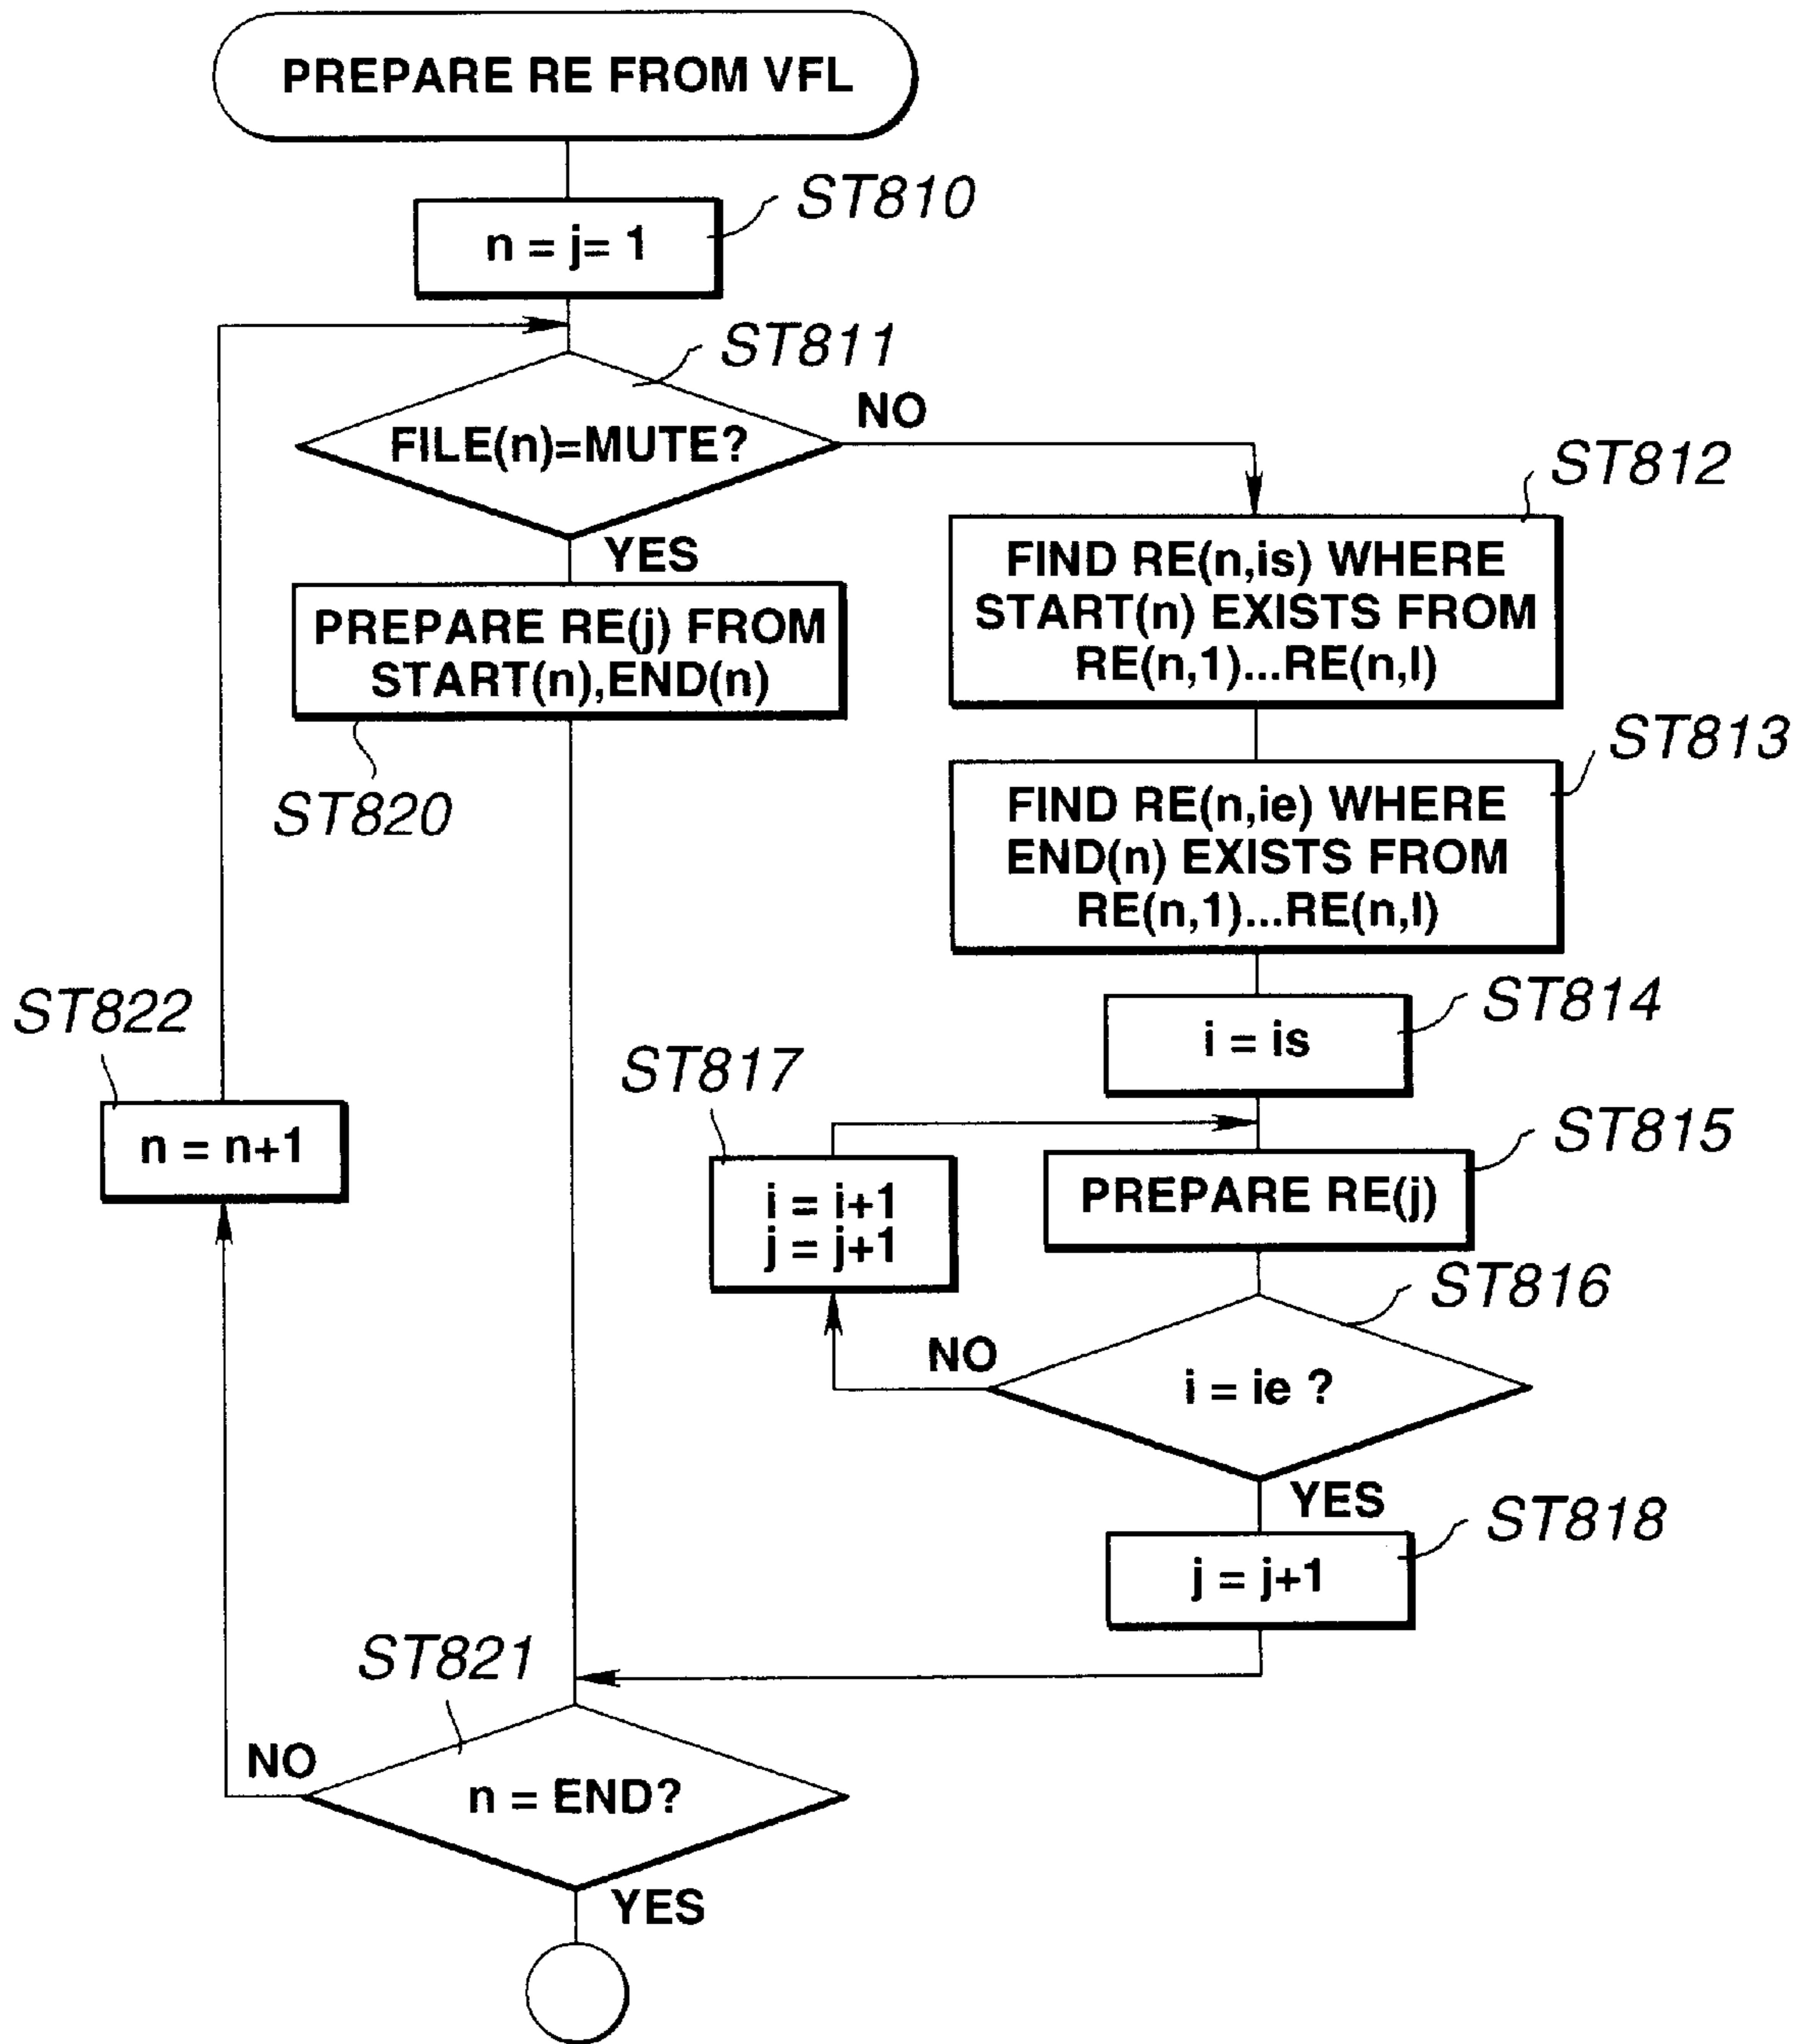 PREPARE RE FROM VFL
ST810
n = j= 1
ST811
FILE(n)=MUTE?
NO
YES
ST812
FIND RE(n,is) WHERE
START(n) EXISTS FROM
RE(n,1)...RE(n,I)
PREPARE RE(j) FROM
START(n),END(n)
ST820
ST813
FIND RE(n,ie) WHERE
END(n) EXISTS FROM
RE(n,1)...RE(n,I)
ST814
i = is
ST822
n = n+1
ST817
i = i+1
j = j+1
ST815
PREPARE RE(j)
ST816
i = ie ?
NO
YES
ST818
j = j+1
ST821
n = END?
NO
YES